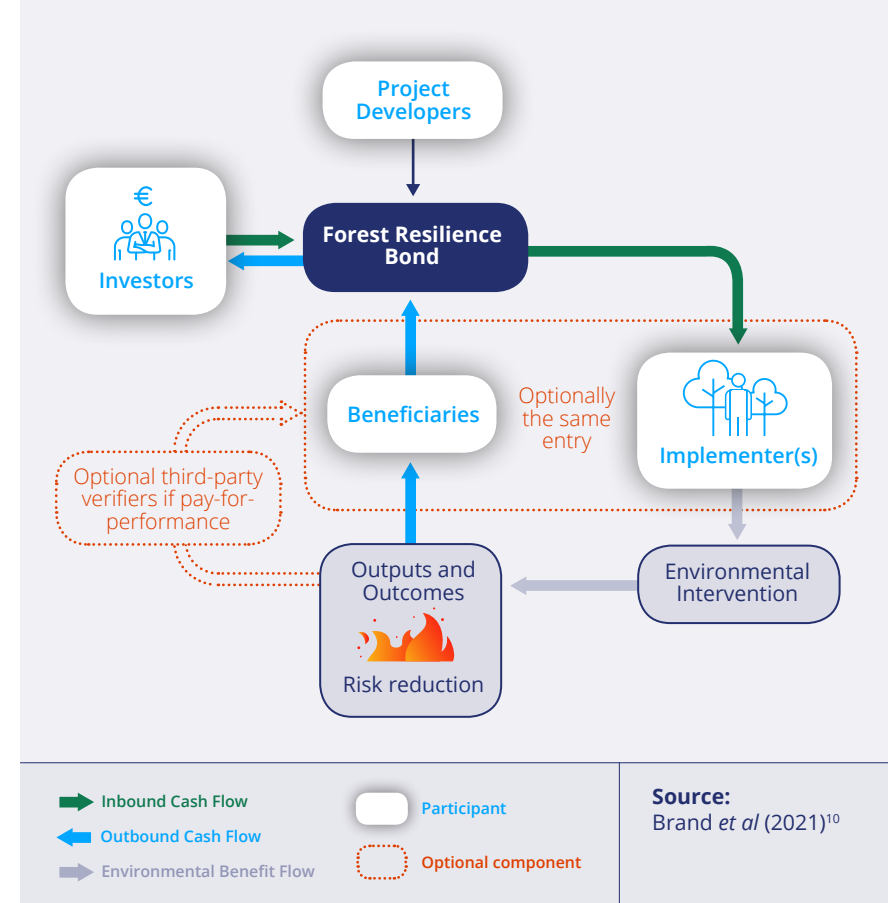 Project
Developers
€
Investors
Forest Resilience
Bond
Beneficiaries
Optionally
the same
entry
Implementer(s)
Optional third-party
verifiers if pay-for-
performance
Outputs and
Outcomes
Risk reduction
Environmental
Intervention
Inbound Cash Flow
Outbound Cash Flow
Environmental Benefit Flow
Participant
Optional component
Source:
Brand et al (2021)¹⁰